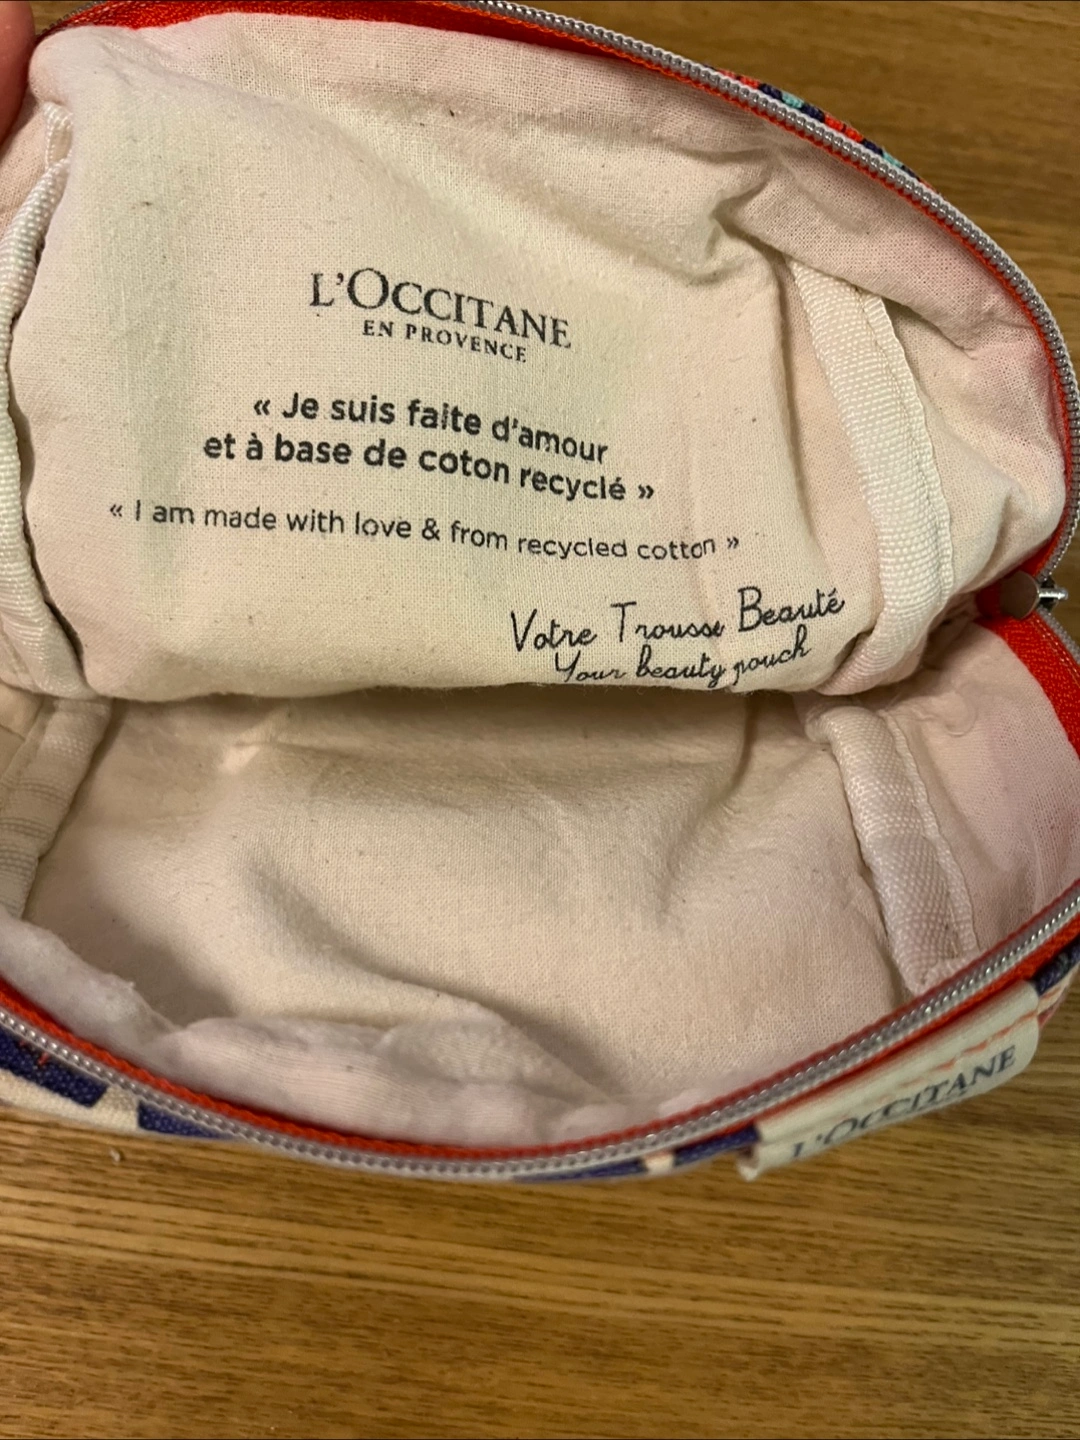 L'OCCITANE
EN PROVENCE
« Je suis faite d'amour
et à base de coton recyclé »
« I am made with love & from recycled cotton »
Votre Trousse Beauté
Your beauty pouch
L'OCCITANE